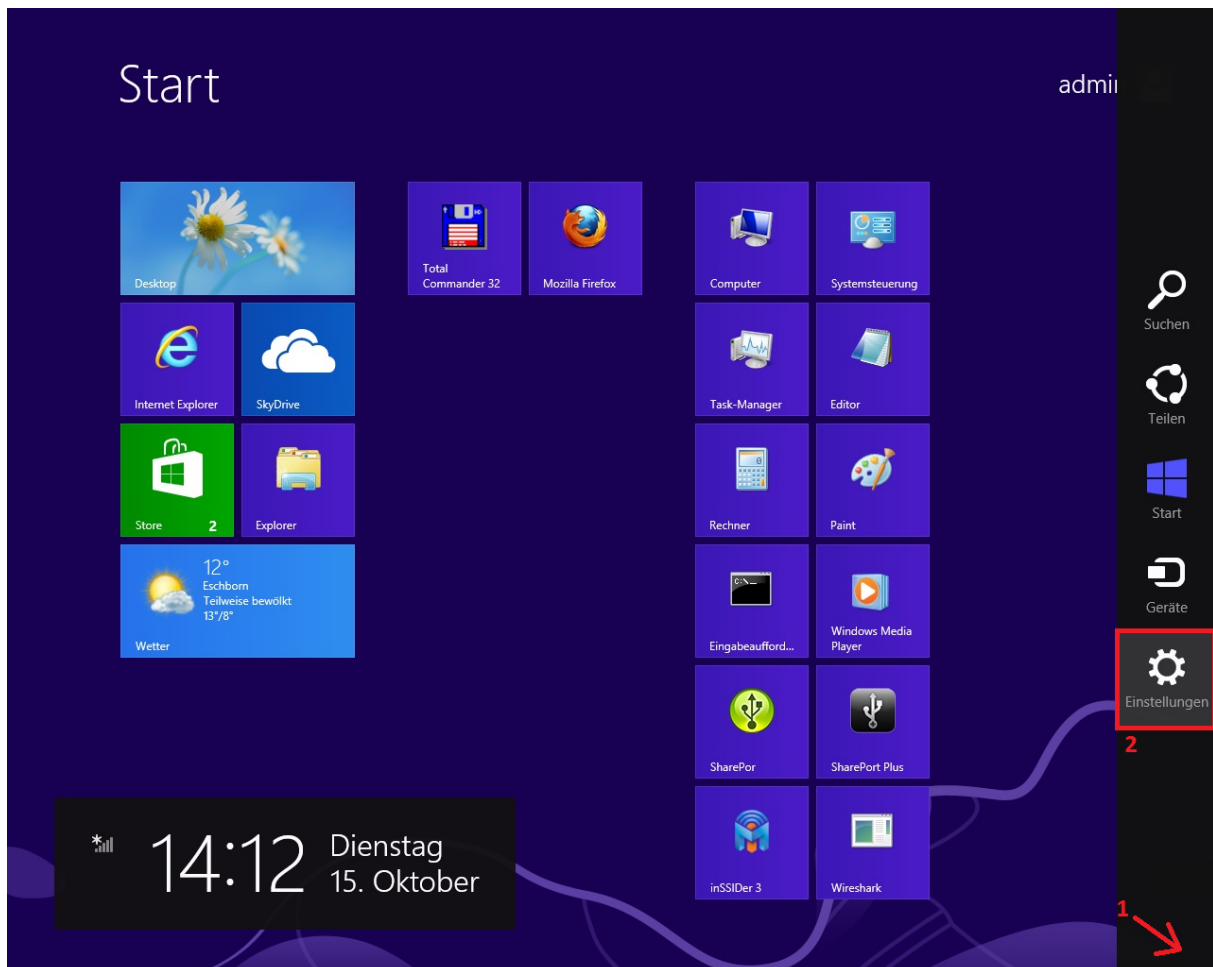 Start
admin
Desktop
Total
Commander 32
Mozilla Firefox
Computer
Systemsteuerung
Internet Explorer
SkyDrive
Task-Manager
Editor
Store
2
Explorer
Rechner
Paint
12°
Eschborn
Teilweise bewölkt
13°/8°
Wetter
C:\_
Eingabeaufford...
Windows Media
Player
SharePor
SharePort Plus
inSSIDer 3
Wireshark
14:12
Dienstag
15. Oktober
Suchen
Teilen
Start
Geräte
Einstellungen
2
1